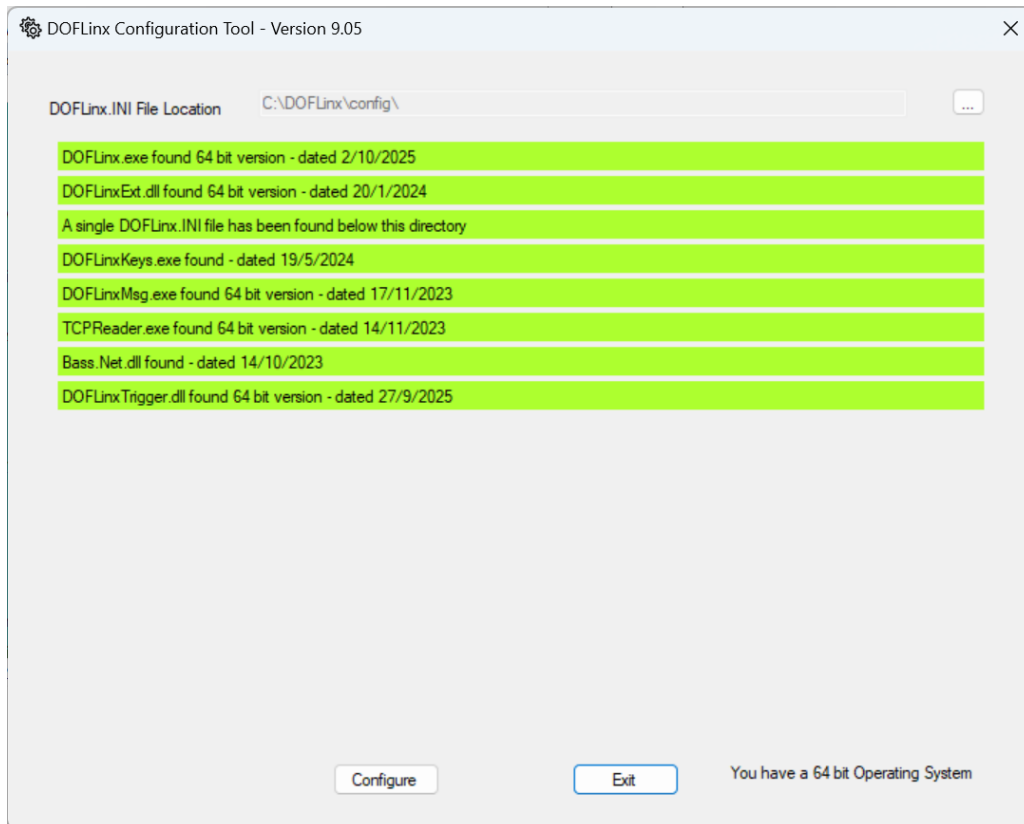 DOFLinx Configuration Tool - Version 9.05
DOFLinx.INI File Location C:\DOFLinx\config\ ...
DOFLinx.exe found 64 bit version - dated 2/10/2025
DOFLinxExt.dll found 64 bit version - dated 20/1/2024
A single DOFLinx.INI file has been found below this directory
DOFLinxKeys.exe found - dated 19/5/2024
DOFLinxMsg.exe found 64 bit version - dated 17/11/2023
TCPReader.exe found 64 bit version - dated 14/11/2023
Bass.Net.dll found - dated 14/10/2023
DOFLinxTrigger.dll found 64 bit version - dated 27/9/2025
Configure Exit You have a 64 bit Operating System